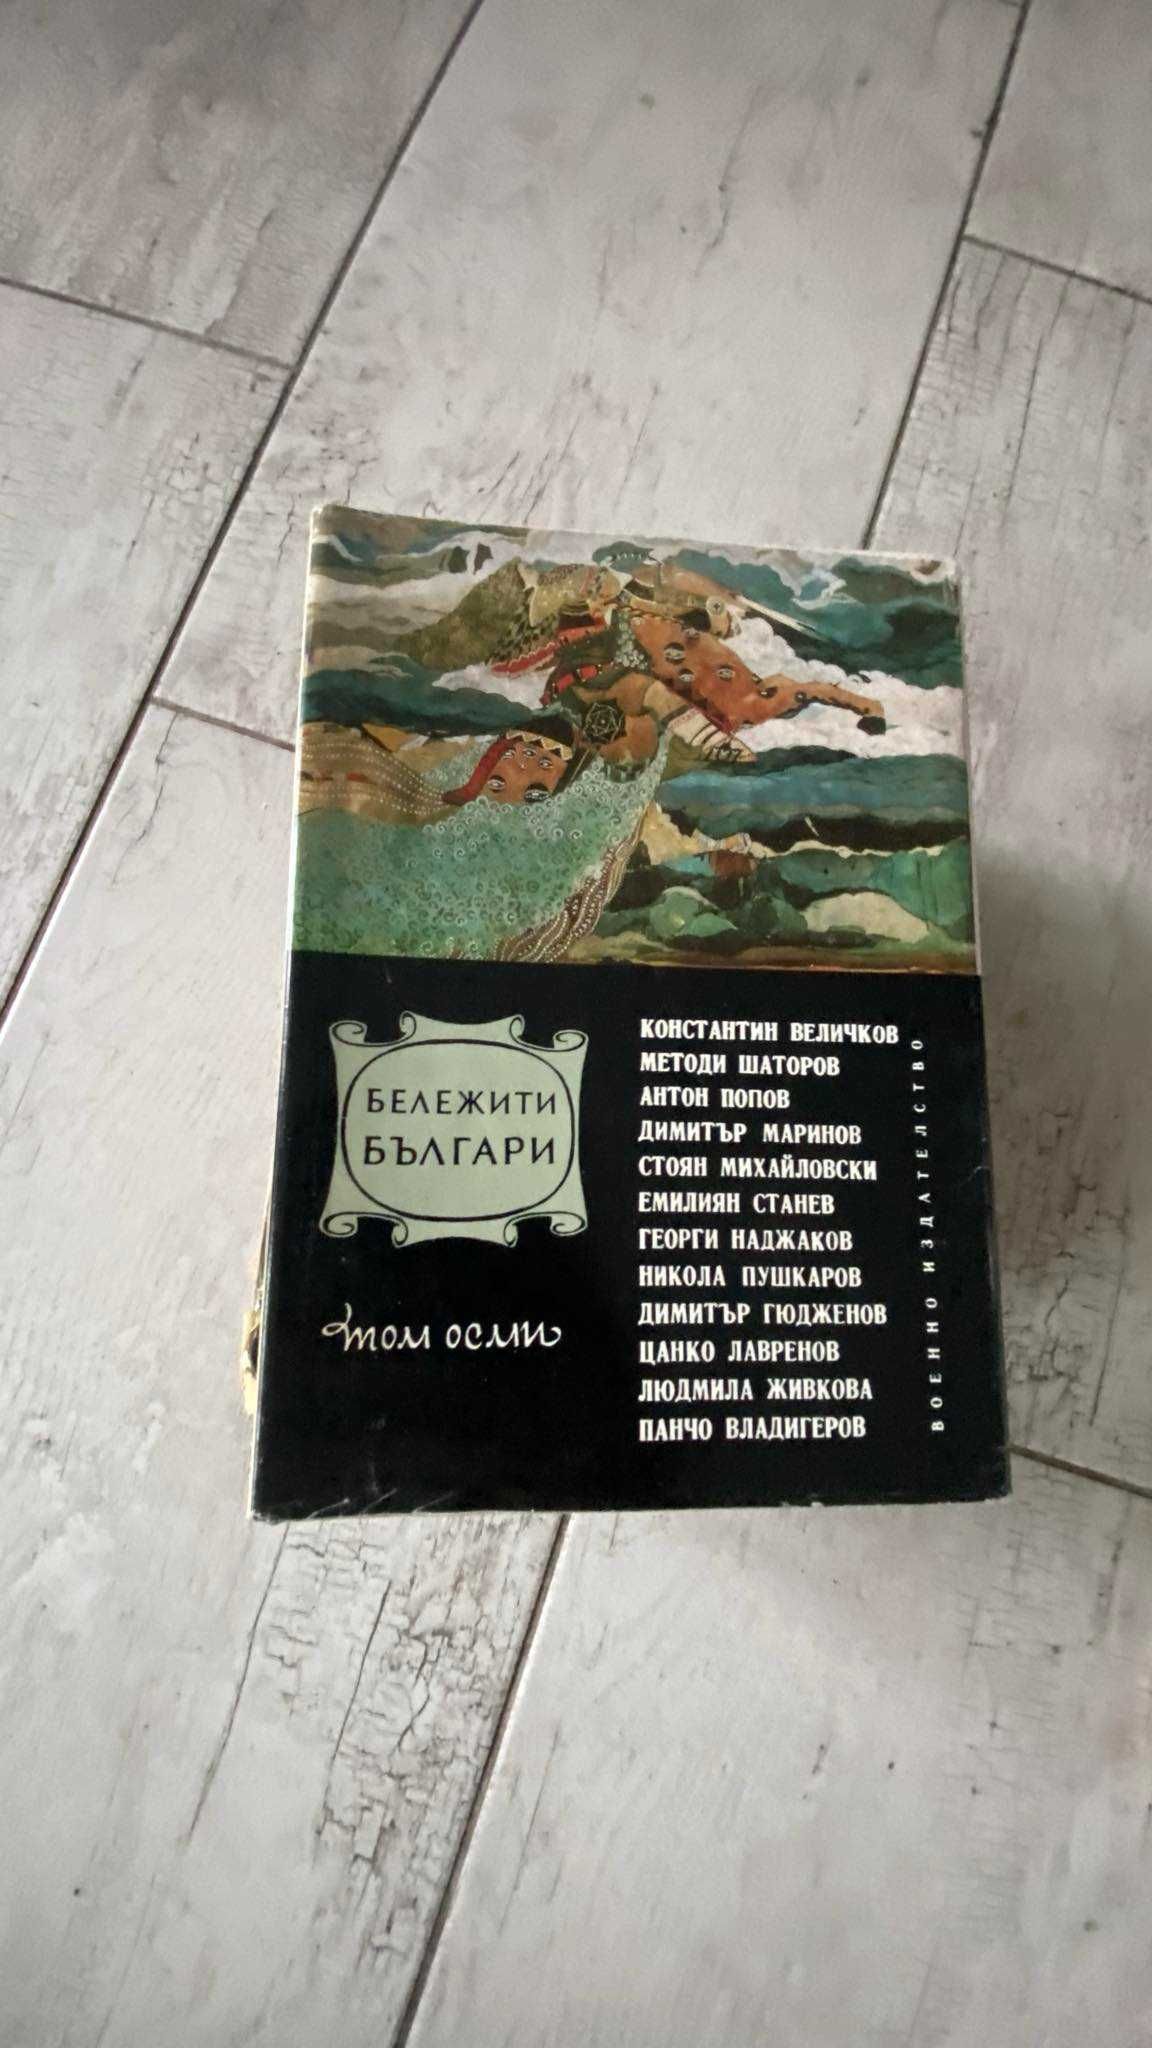 БЕЛЕЖИТИ
БЪЛГАРИ
том осми
КОНСТАНТИН ВЕЛИЧКОВ
МЕТОДИ ШАТОРОВ
АНТОН ПОПОВ
ДИМИТЪР МАРИНОВ
СТОЯН МИХАЙЛОВСКИ
ЕМИЛИЯН СТАНЕВ
ГЕОРГИ НАДЖАКОВ
НИКОЛА ПУШКАРОВ
ДИМИТЪР ГЮДЖЕНОВ
ЦАНКО ЛАВРЕНОВ
ЛЮДМИЛА ЖИВКОВА
ПАНЧО ВЛАДИГЕРОВ
ВОЕННО ИЗДАТЕЛСТВО